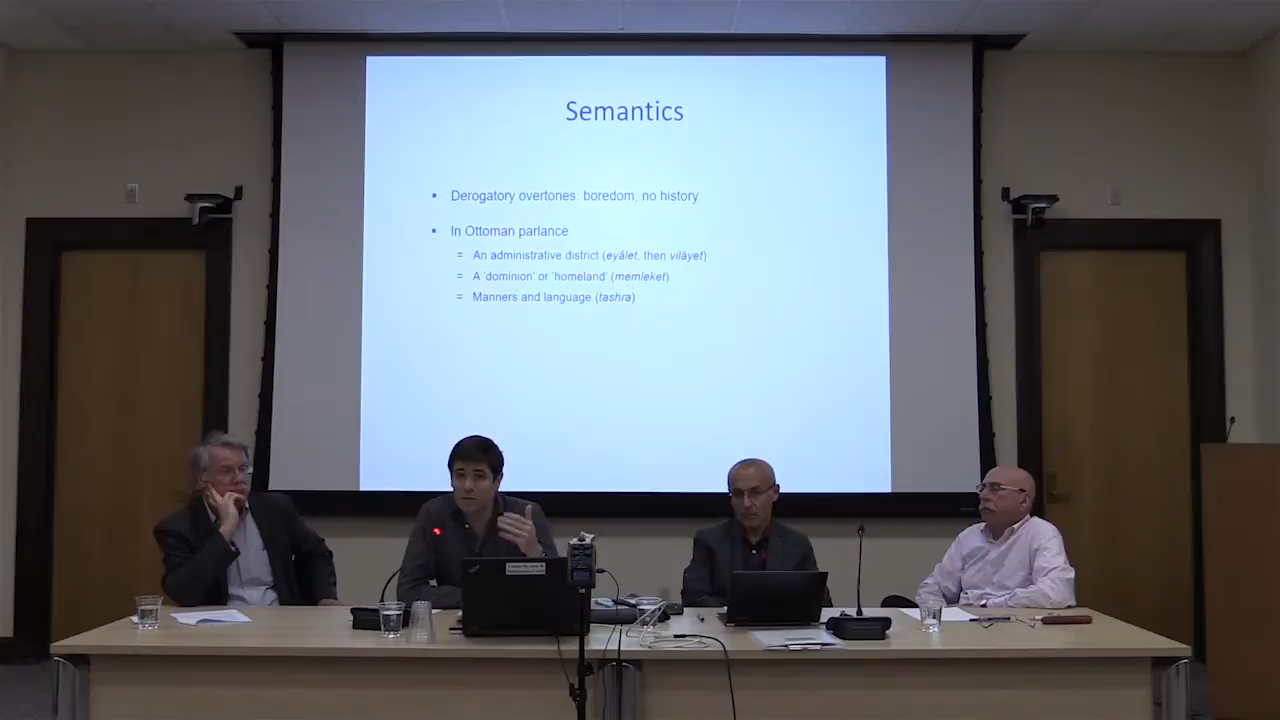 Semantics
▪ Derogatory overtones: boredom, no history
▪ In Ottoman parlance
= An administrative district (eyâlet, then vilâyet)
= A 'dominion' or 'homeland' (memleket)
= Manners and language (tashra)